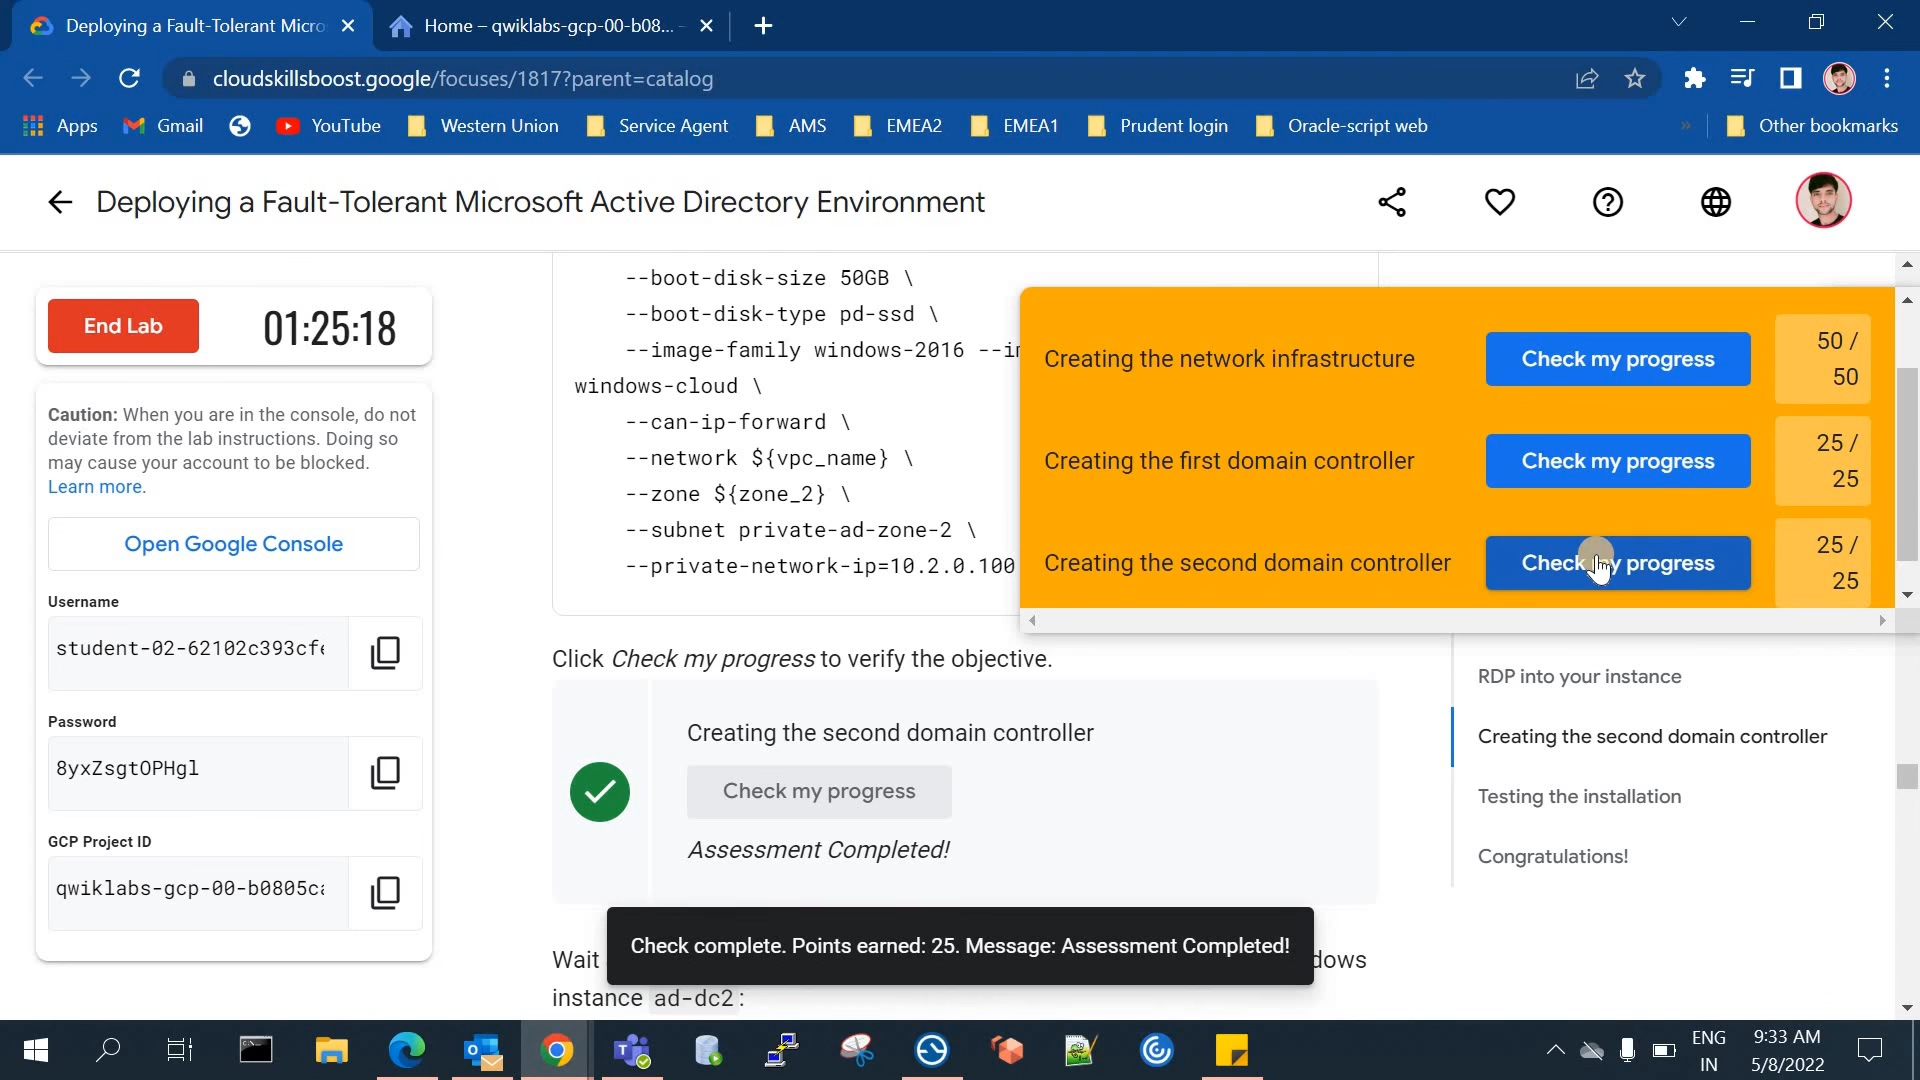 Deploying a Fault-Tolerant Micro
Home – qwiklabs-gcp-00-b08...
cloudskillsboost.google/focuses/1817?parent=catalog
Apps
Gmail
YouTube
Western Union
Service Agent
AMS
EMEA2
EMEA1
Prudent login
Oracle-script web
»
Other bookmarks
Deploying a Fault-Tolerant Microsoft Active Directory Environment
End Lab
01:25:18
Caution: When you are in the console, do not
deviate from the lab instructions. Doing so
may cause your account to be blocked.
Learn more.
Open Google Console
Username
student-02-62102c393cf
Password
8yxZsgtOPHgl
GCP Project ID
qwiklabs-gcp-00-b0805c
--boot-disk-size 50GB \
--boot-disk-type pd-ssd \
--image-family windows-2016 --i
windows-cloud \
--can-ip-forward \
--network ${vpc_name} \
--zone ${zone_2} \
--subnet private-ad-zone-2 \
--private-network-ip=10.2.0.100
Click Check my progress to verify the objective.
Creating the second domain controller
Check my progress
Assessment Completed!
Wait
dows
instance ad-dc2:
Check complete. Points earned: 25. Message: Assessment Completed!
Creating the network infrastructure
Check my progress
50 /
50
Creating the first domain controller
Check my progress
25 /
25
Creating the second domain controller
Check my progress
25 /
25
RDP into your instance
Creating the second domain controller
Testing the installation
Congratulations!
ENG
IN
9:33 AM
5/8/2022